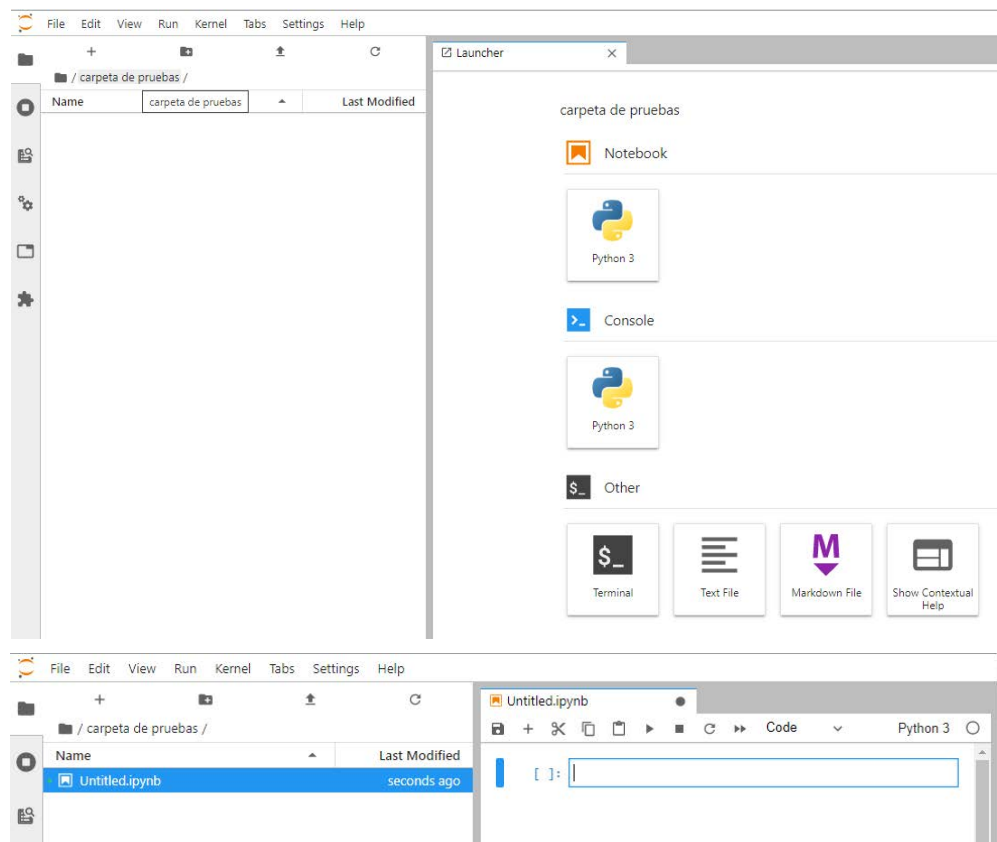 File Edit View Run Kernel Tabs Settings Help
Launcher
/ carpeta de pruebas /
Name carpeta de pruebas Last Modified
carpeta de pruebas
Notebook
Python 3
>_ Console
Python 3
$_ Other
$_
M
Terminal
Text File
Markdown File
Show Contextual
Help
File Edit View Run Kernel Tabs Settings Help
Untitled.ipynb
/ carpeta de pruebas /
Code Python 3
Name Last Modified
Untitled.ipynb seconds ago
[ ]: